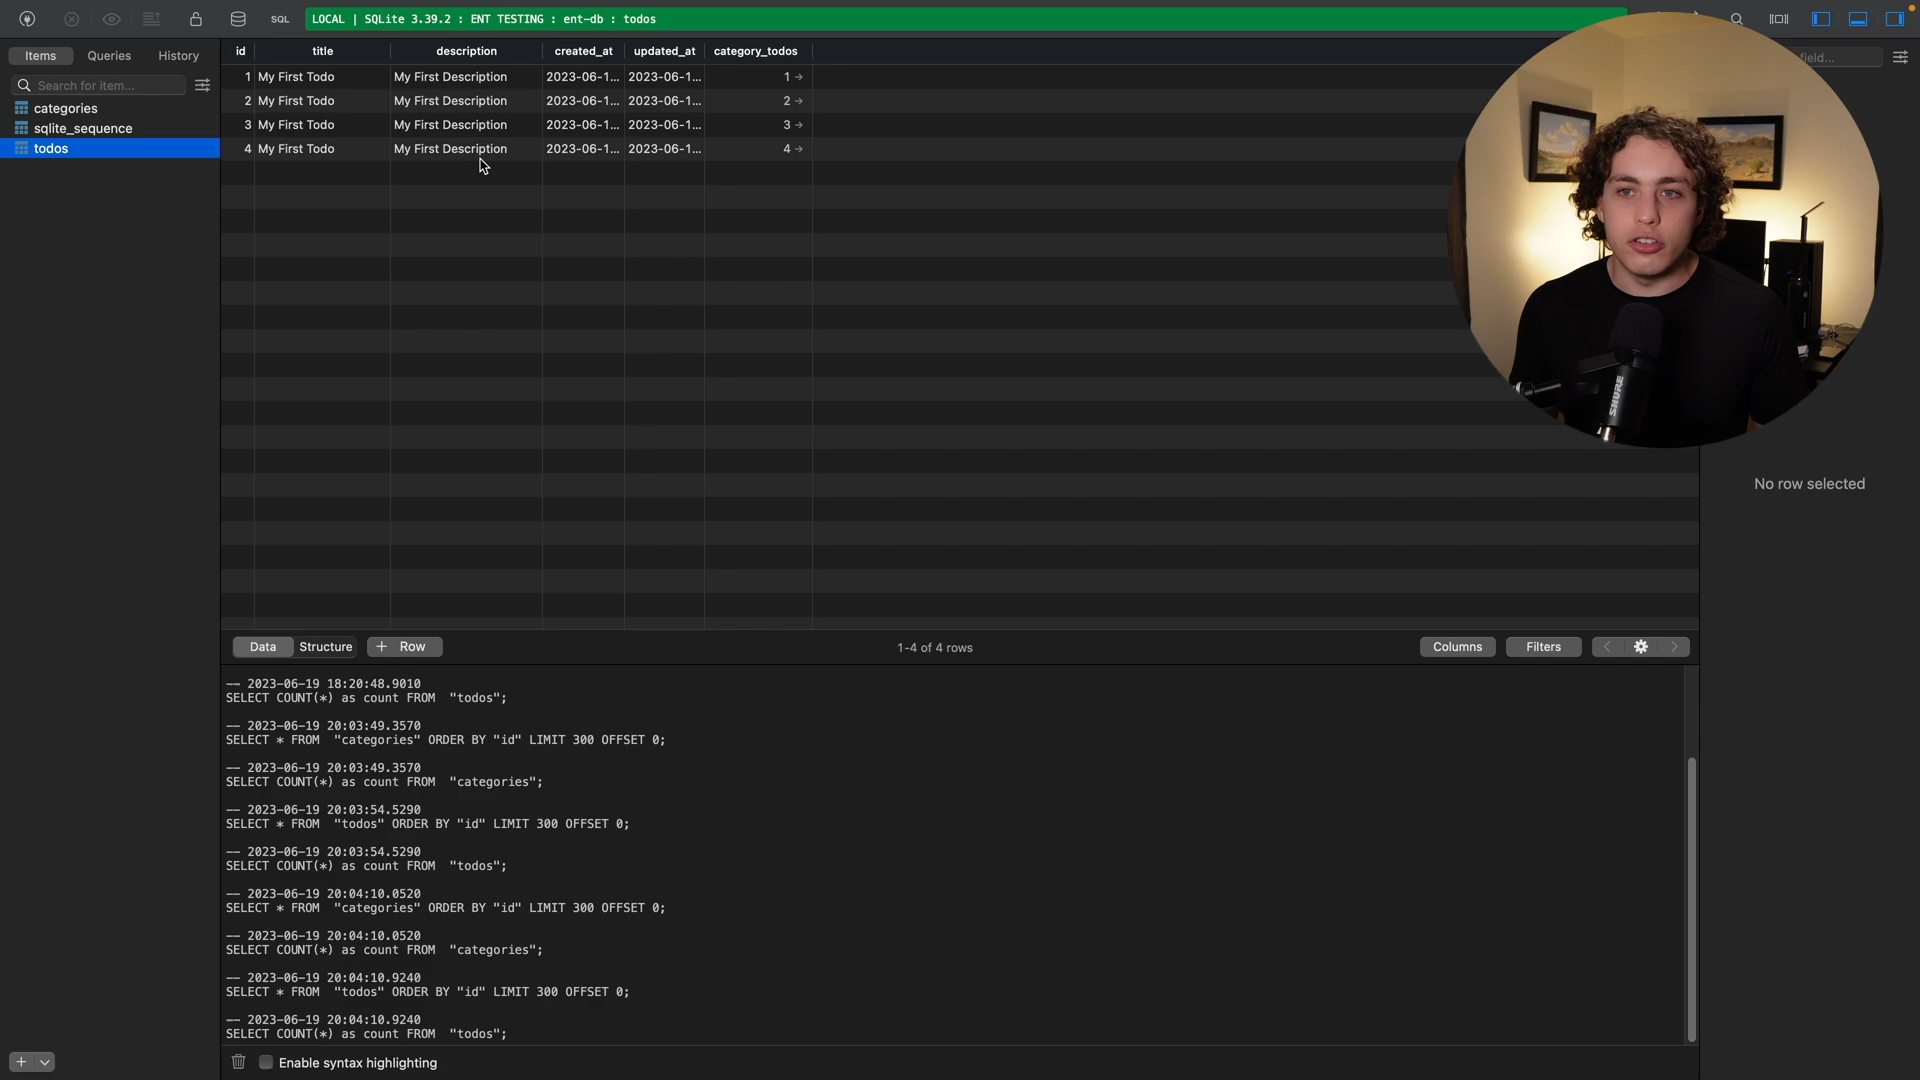 SQL
LOCAL | SQLite 3.39.2 : ENT TESTING : ent-db : todos
Items Queries History
Search for item...
categories
sqlite_sequence
todos
id title description created_at updated_at category_todos
1 My First Todo My First Description 2023-06-1... 2023-06-1... 1 →
2 My First Todo My First Description 2023-06-1... 2023-06-1... 2 →
3 My First Todo My First Description 2023-06-1... 2023-06-1... 3 →
4 My First Todo My First Description 2023-06-1... 2023-06-1... 4 →
field...
SHURE
No row selected
Data Structure + Row 1-4 of 4 rows Columns Filters
-- 2023-06-19 18:20:48.9010
SELECT COUNT(*) as count FROM "todos";
-- 2023-06-19 20:03:49.3570
SELECT * FROM "categories" ORDER BY "id" LIMIT 300 OFFSET 0;
-- 2023-06-19 20:03:49.3570
SELECT COUNT(*) as count FROM "categories";
-- 2023-06-19 20:03:54.5290
SELECT * FROM "todos" ORDER BY "id" LIMIT 300 OFFSET 0;
-- 2023-06-19 20:03:54.5290
SELECT COUNT(*) as count FROM "todos";
-- 2023-06-19 20:04:10.0520
SELECT * FROM "categories" ORDER BY "id" LIMIT 300 OFFSET 0;
-- 2023-06-19 20:04:10.0520
SELECT COUNT(*) as count FROM "categories";
-- 2023-06-19 20:04:10.9240
SELECT * FROM "todos" ORDER BY "id" LIMIT 300 OFFSET 0;
-- 2023-06-19 20:04:10.9240
SELECT COUNT(*) as count FROM "todos";
Enable syntax highlighting